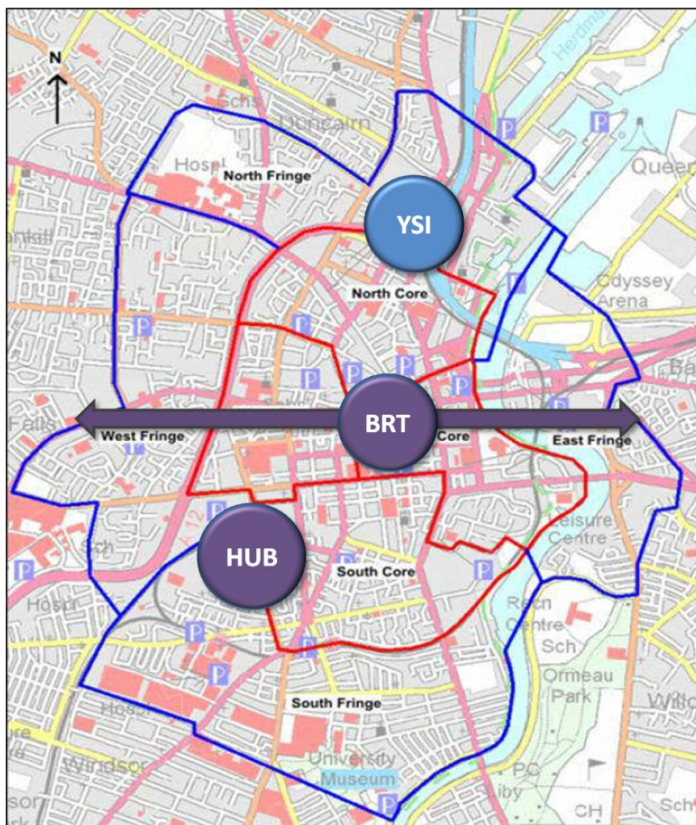 N
Schs
Duncairn
Herdman
P
Hospl
North Fringe
Queen
YSI
North Core
Odyssey
Arena
P
P
P
P
P
BRT
Falls
West Fringe
Core
East Fringe
P
HUB
Leisure
Centre
Sch
South Core
Hospl
Recn
Centre
Sch
Ormeau
Park
P
P
South Fringe
Hospl
Windsor
University
Museum
PC
P
CH
Sch